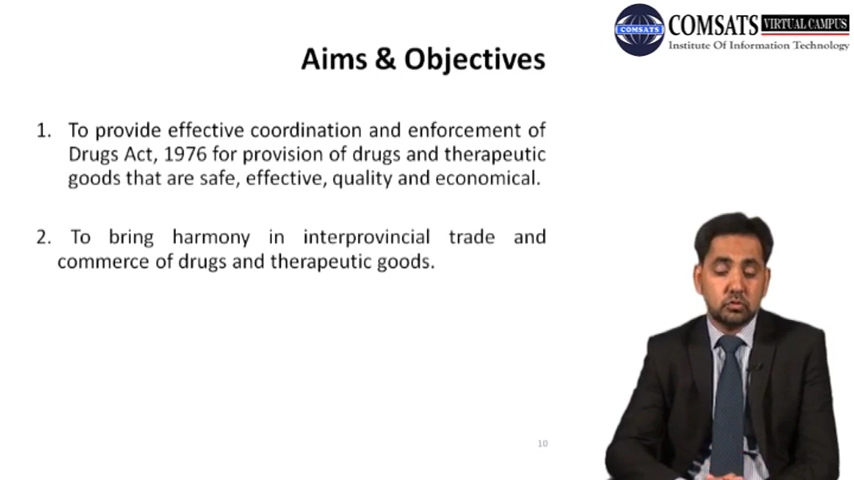 COMSATS VIRTUAL CAMPUS
COMSATS
Institute Of Information Technology
Aims & Objectives
1. To provide effective coordination and enforcement of
Drugs Act, 1976 for provision of drugs and therapeutic
goods that are safe, effective, quality and economical.
2. To bring harmony in interprovincial trade and
commerce of drugs and therapeutic goods.
10